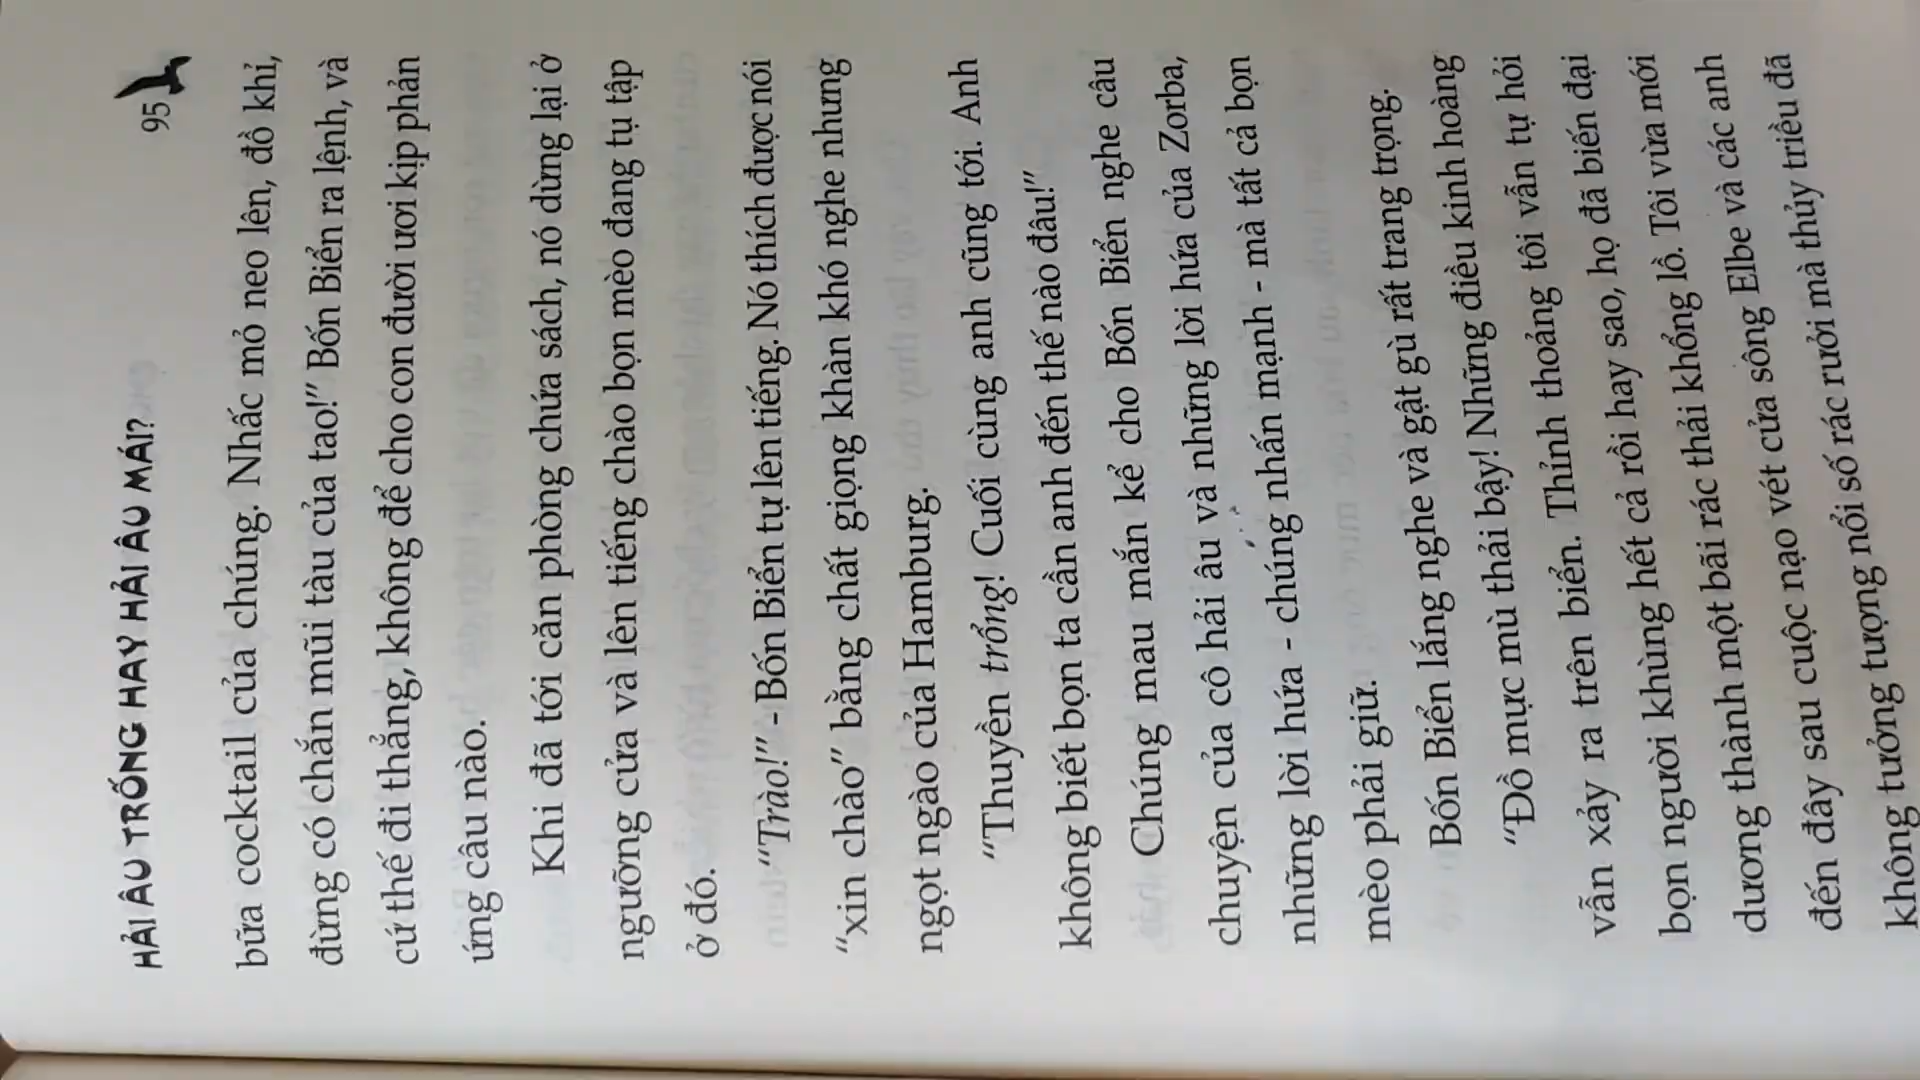 HẢI ÂU TRỐNG HAY HẢI ÂU MÁI? 95
bữa cocktail của chúng. Nhấc mỏ neo lên, đồ khỉ,
đừng có chắn mũi tàu của tao!” Bốn Biển ra lệnh, và
cứ thế đi thẳng, không để cho con đười ươi kịp phản
ứng câu nào.
Khi đã tới căn phòng chứa sách, nó dừng lại ở
ngưỡng cửa và lên tiếng chào bọn mèo đang tụ tập
ở đó.
“Trào!” - Bốn Biển tự lên tiếng. Nó thích được nói
“xin chào” bằng chất giọng khàn khó nghe nhưng
ngọt ngào của Hamburg.
“Thuyền trổng! Cuối cùng anh cũng tới. Anh
không biết bọn ta cần anh đến thế nào đâu!”
Chúng mau mắn kể cho Bốn Biển nghe câu
chuyện của cô hải âu và những lời hứa của Zorba,
những lời hứa - chúng nhấn mạnh - mà tất cả bọn
mèo phải giữ.
Bốn Biển lắng nghe và gật gù rất trang trọng.
“Đồ mực mù thải bậy! Những điều kinh hoàng
vẫn xảy ra trên biển. Thỉnh thoảng tôi vẫn tự hỏi
bọn người khùng hết cả rồi hay sao, họ đã biến đại
dương thành một bãi rác thải khổng lồ. Tôi vừa mới
đến đây sau cuộc nạo vét cửa sông Elbe và các anh
không tưởng tượng nổi số rác rưởi mà thủy triều đã